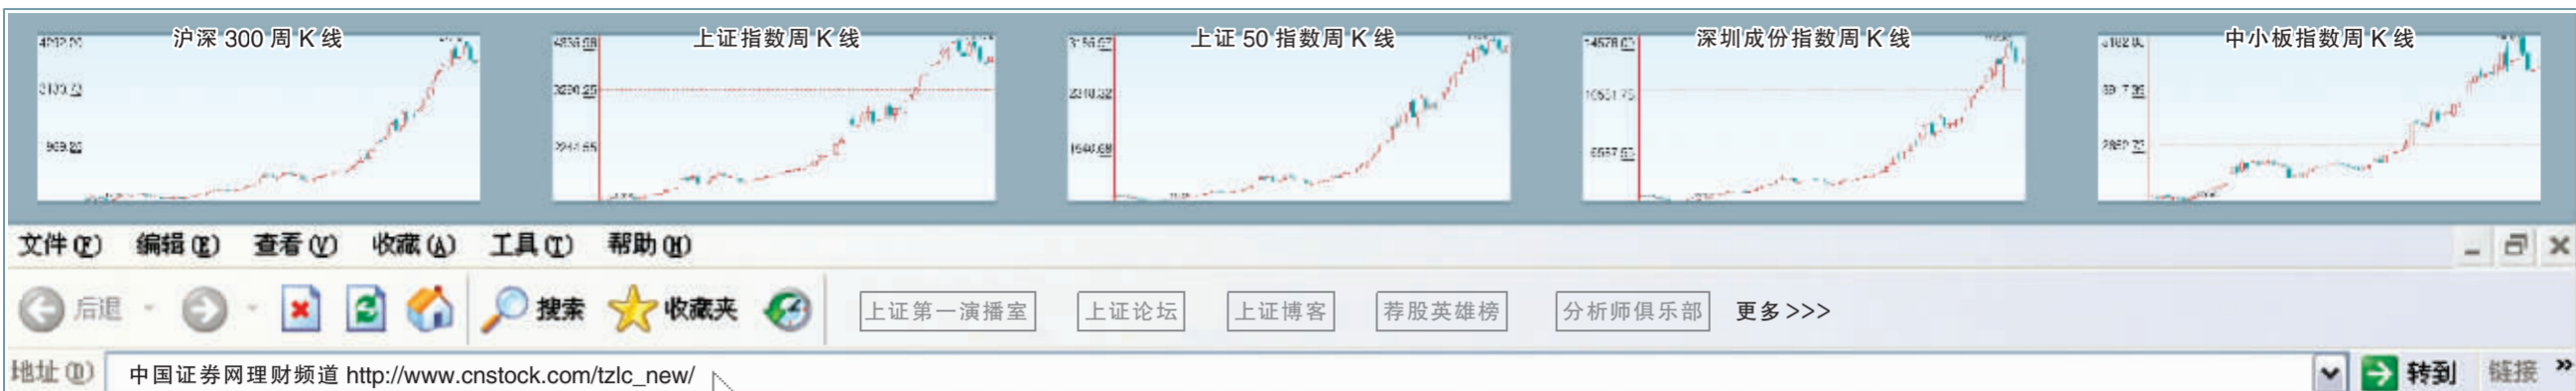 沪深 300 周 K 线
上证指数周 K 线
上证 50 指数周 K 线
深圳成份指数周 K 线
中小板指数周 K 线
文件(F) 编辑(E) 查看(V) 收藏(A) 工具(T) 帮助(H)
后退 搜索 收藏夹 上证第一演播室 上证论坛 上证博客 荐股英雄榜 分析师俱乐部 更多>>>
地址(D) 中国证券网理财频道 http://www.cnstock.com/tzlc_new/ 转到 链接 »